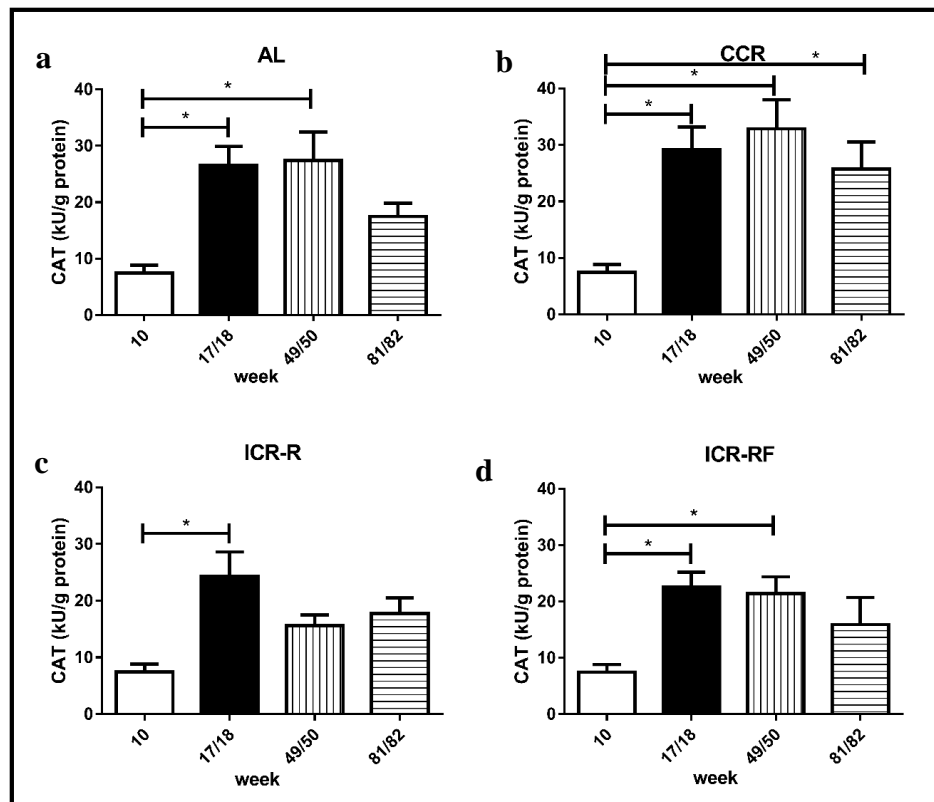 a
AL
*
*
CAT (kU/g protein)
40
30
20
10
0
10
17/18
49/50
81/82
week
b
CCR
*
*
*
CAT (kU/g protein)
40
30
20
10
0
10
17/18
49/50
81/82
week
c
ICR-R
*
CAT (kU/g protein)
40
30
20
10
0
10
17/18
49/50
81/82
week
d
ICR-RF
*
*
CAT (kU/g protein)
40
30
20
10
0
10
17/18
49/50
81/82
week